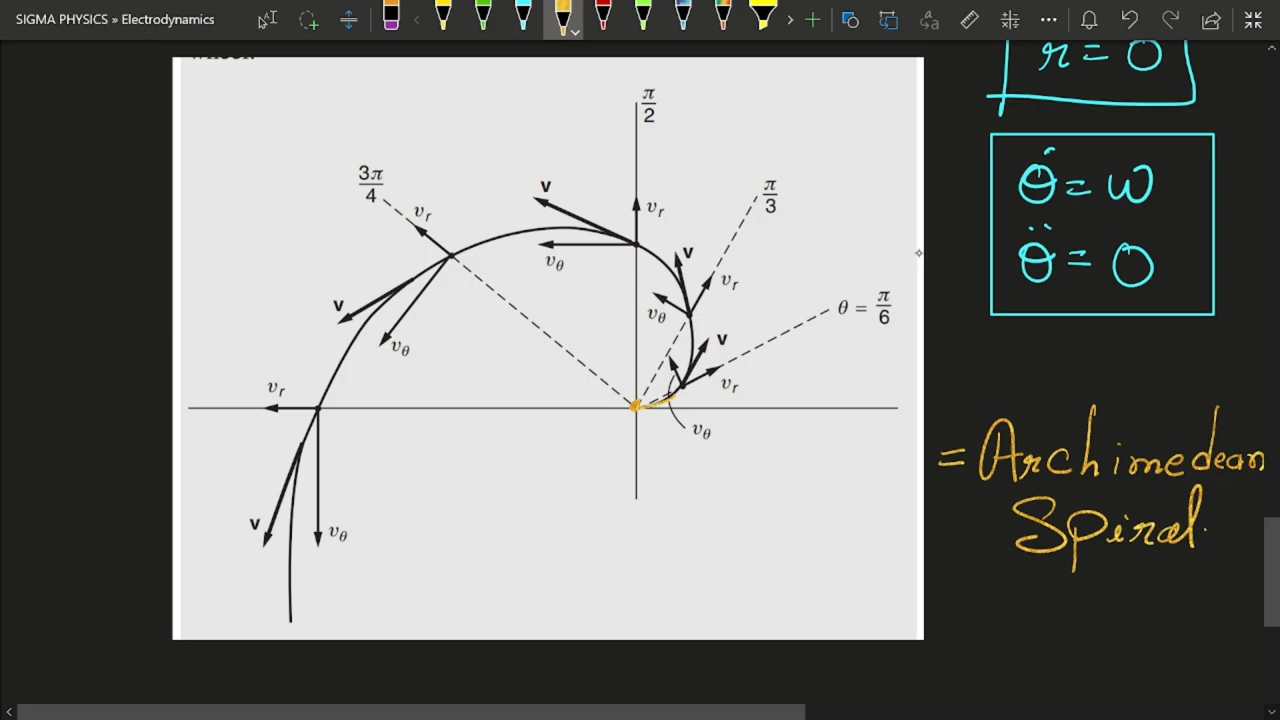 SIGMA PHYSICS » Electrodynamics
r̈ = 0
θ̇ = ω
θ̈ = 0
π/2
3π/4
π/3
v
v_r
v_r
v_θ
v
v_r
v_θ
θ = π/6
v
v_θ
v
v_r
v_r
v_θ
v
v_θ
= Archimedean
Spiral.